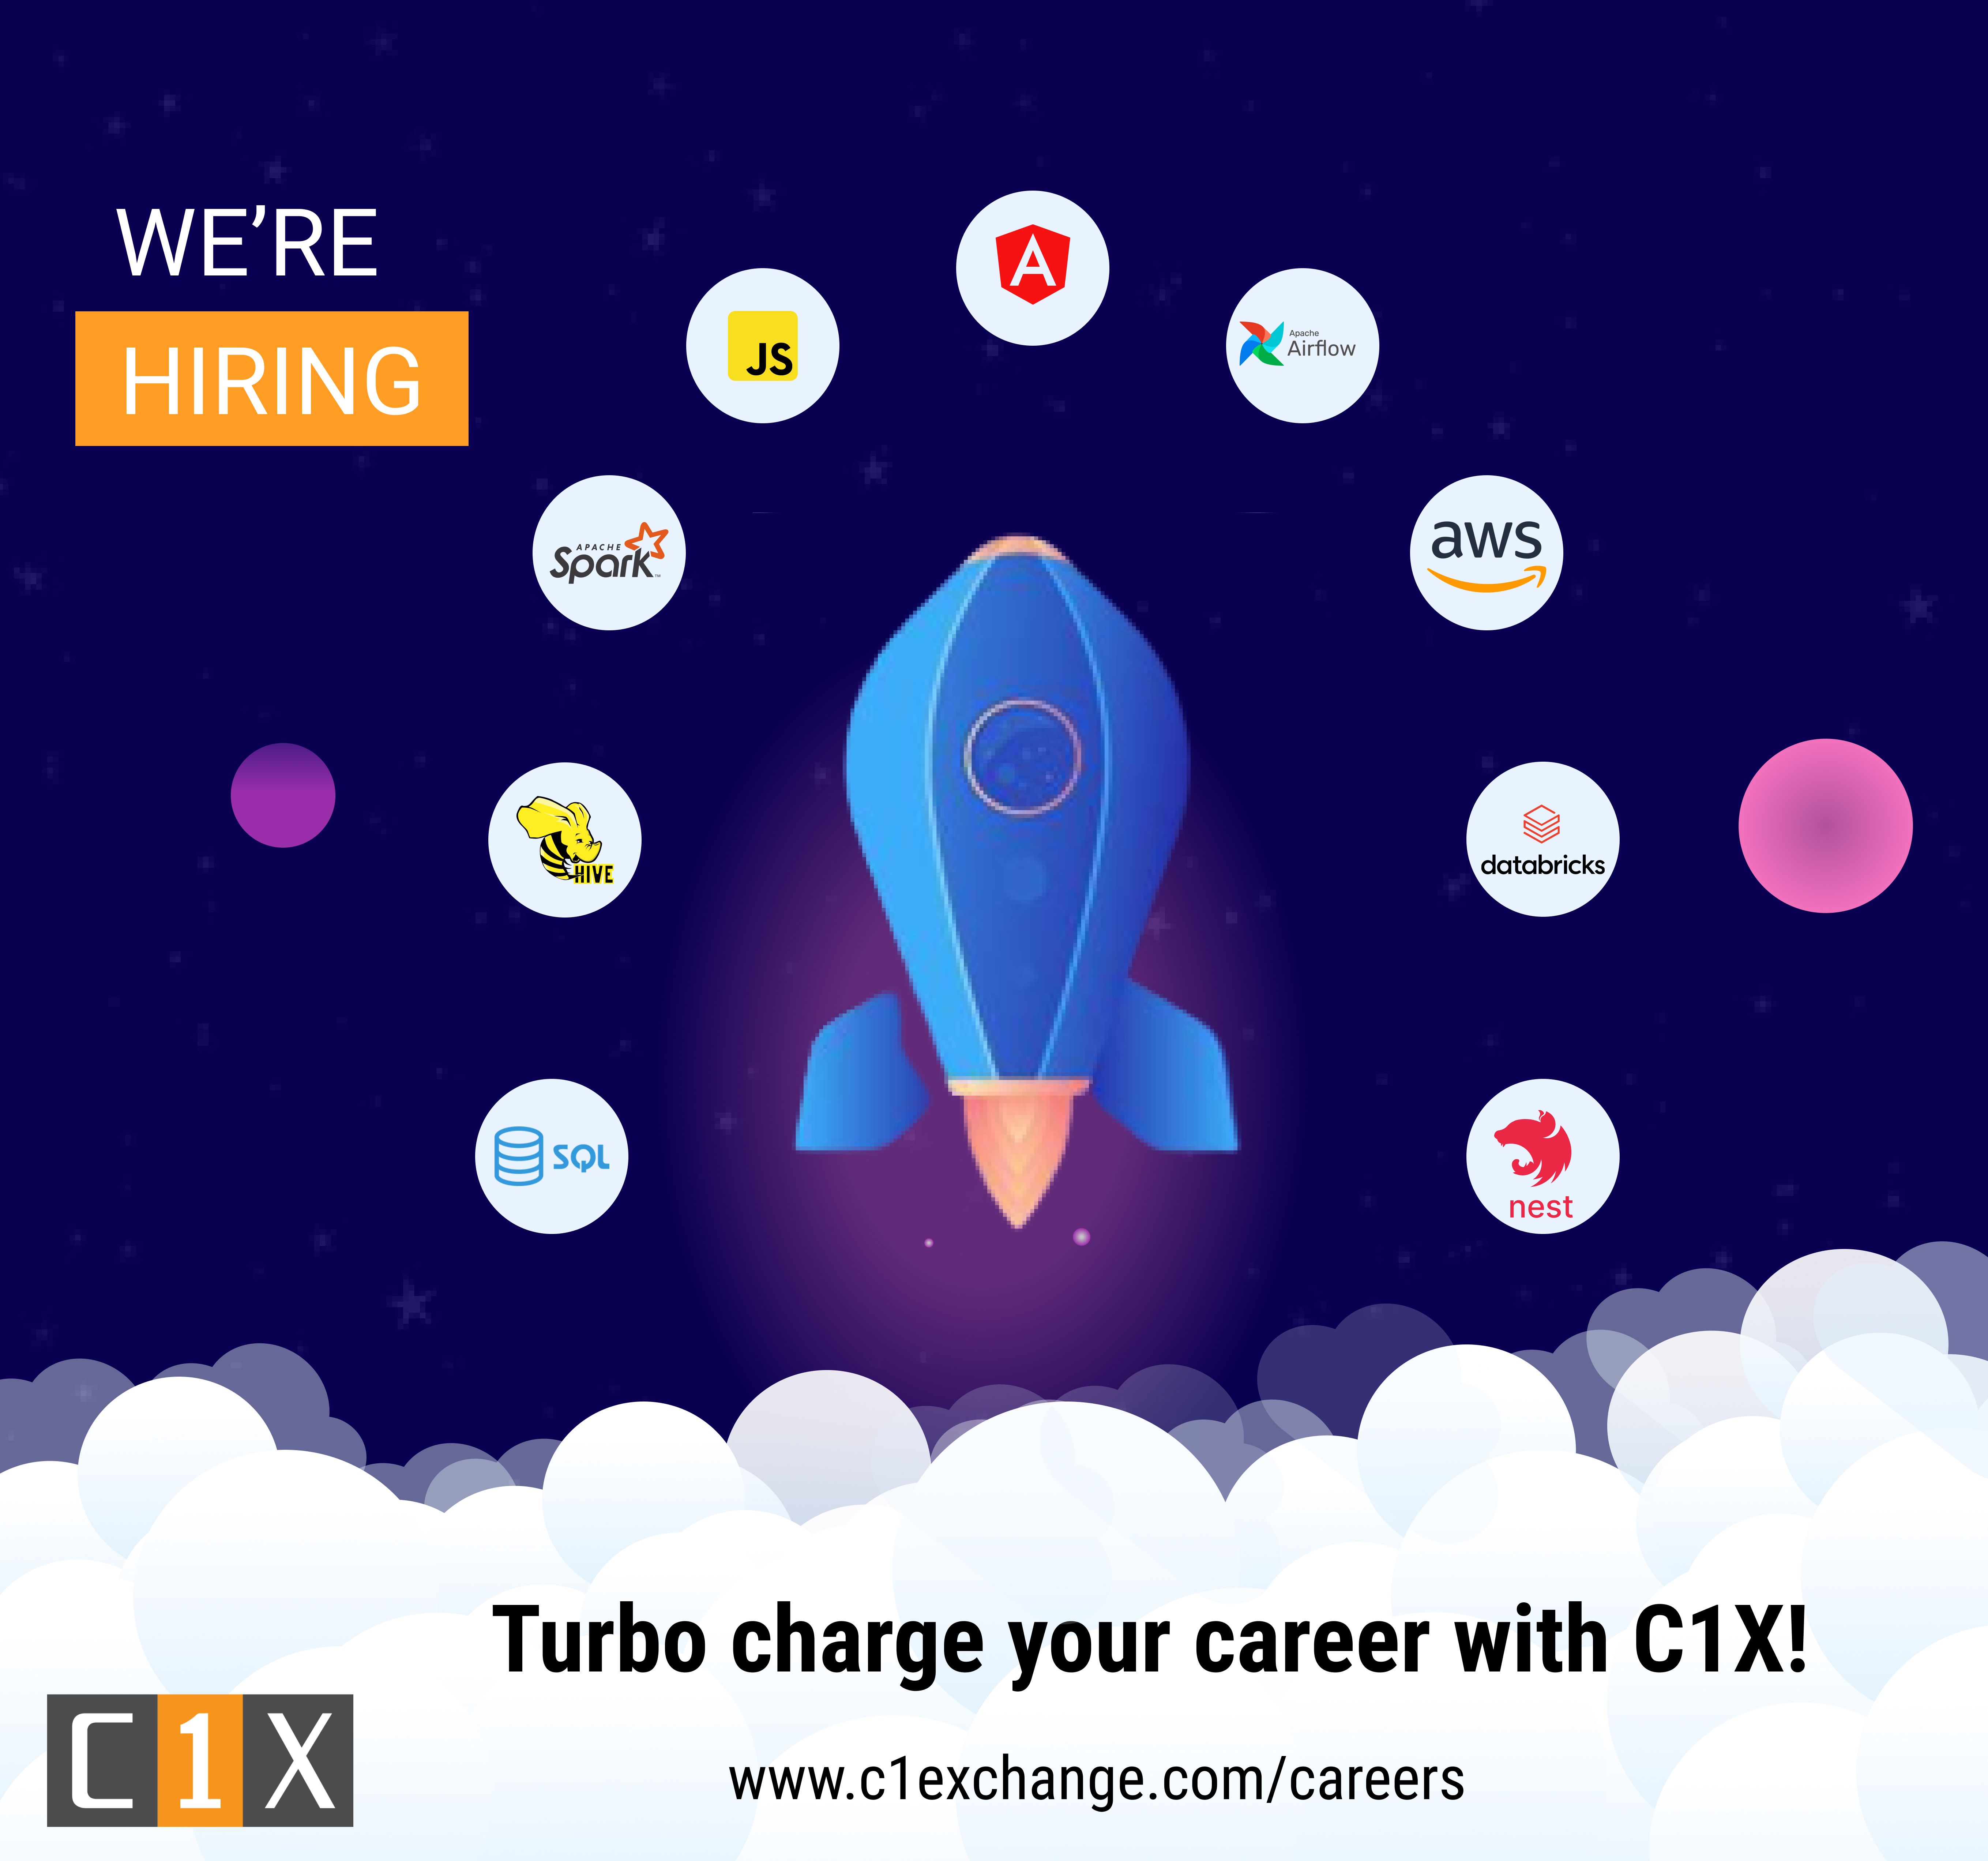 WE’RE
HIRING
JS
A
Apache
Airflow
APACHE
Spark
TM
aws
HIVE
databricks
SQL
nest
Turbo charge your career with C1X!
C1X
www.c1exchange.com/careers